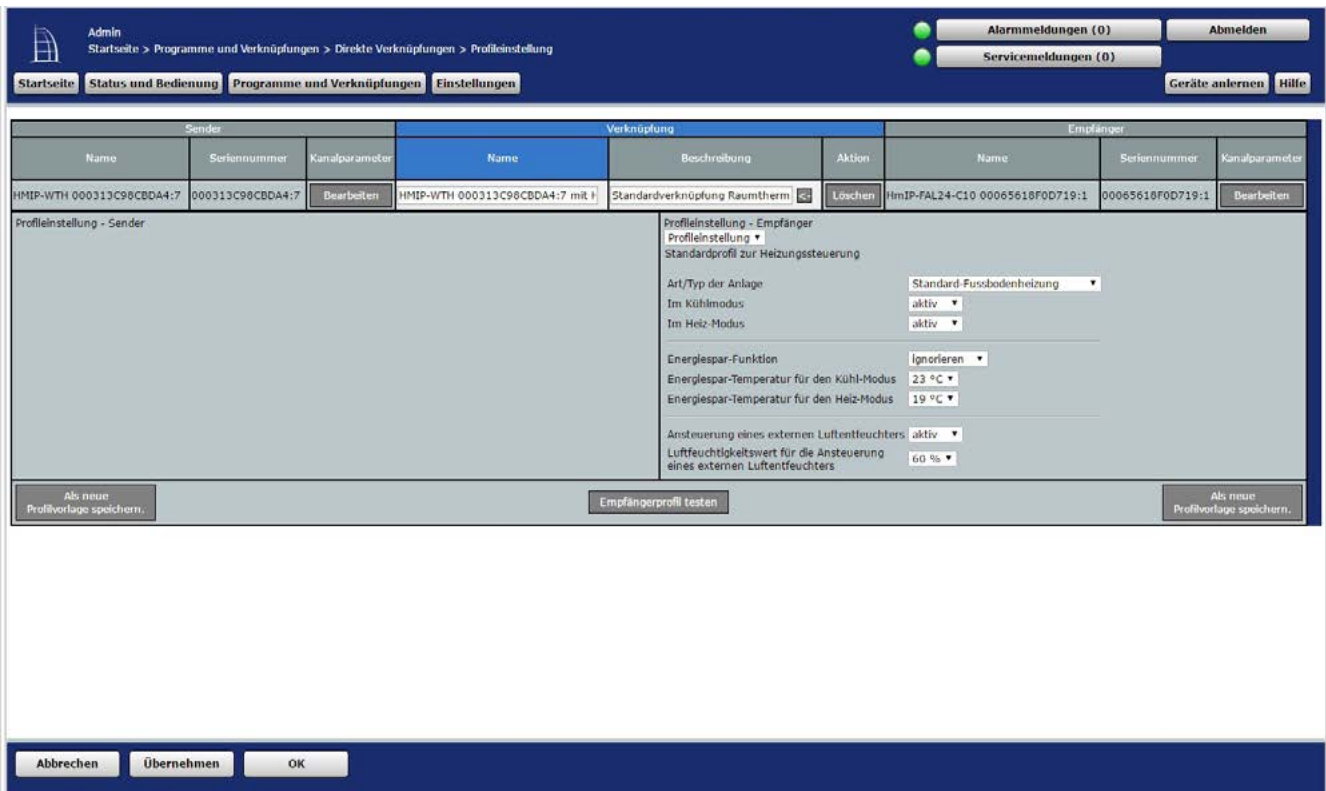 Admin
Startseite > Programme und Verknüpfungen > Direkte Verknüpfungen > Profileinstellung
Alarmmeldungen (0)
Abmelden
Servicemeldungen (0)
Startseite
Status und Bedienung
Programme und Verknüpfungen
Einstellungen
Geräte anlernen
Hilfe
Sender
Verknüpfung
Empfänger
Name
Seriennummer
Kanalparameter
Name
Beschreibung
Aktion
Name
Seriennummer
Kanalparameter
HMIP-WTH 000313C98CBDA4:7
000313C98CBDA4:7
Bearbeiten
HMIP-WTH 000313C98CBDA4:7 mit H
Standardverknüpfung Raumtherm
<-
Löschen
HmIP-FAL24-C10 00065618F0D719:1
00065618F0D719:1
Bearbeiten
Profileinstellung - Sender
Profileinstellung - Empfänger
Profileinstellung
Standardprofil zur Heizungssteuerung
Art/Typ der Anlage
Standard-Fussbodenheizung
Im Kühlmodus
aktiv
Im Heiz-Modus
aktiv
Energiespar-Funktion
Ignorieren
Energiespar-Temperatur für den Kühl-Modus
23 °C
Energiespar-Temperatur für den Heiz-Modus
19 °C
Ansteuerung eines externen Luftentfeuchters
aktiv
Luftfeuchtigkeitswert für die Ansteuerung
eines externen Luftentfeuchters
60 %
Als neue
Profilvorlage speichern.
Empfängerprofil testen
Als neue
Profilvorlage speichern.
Abbrechen
Übernehmen
OK